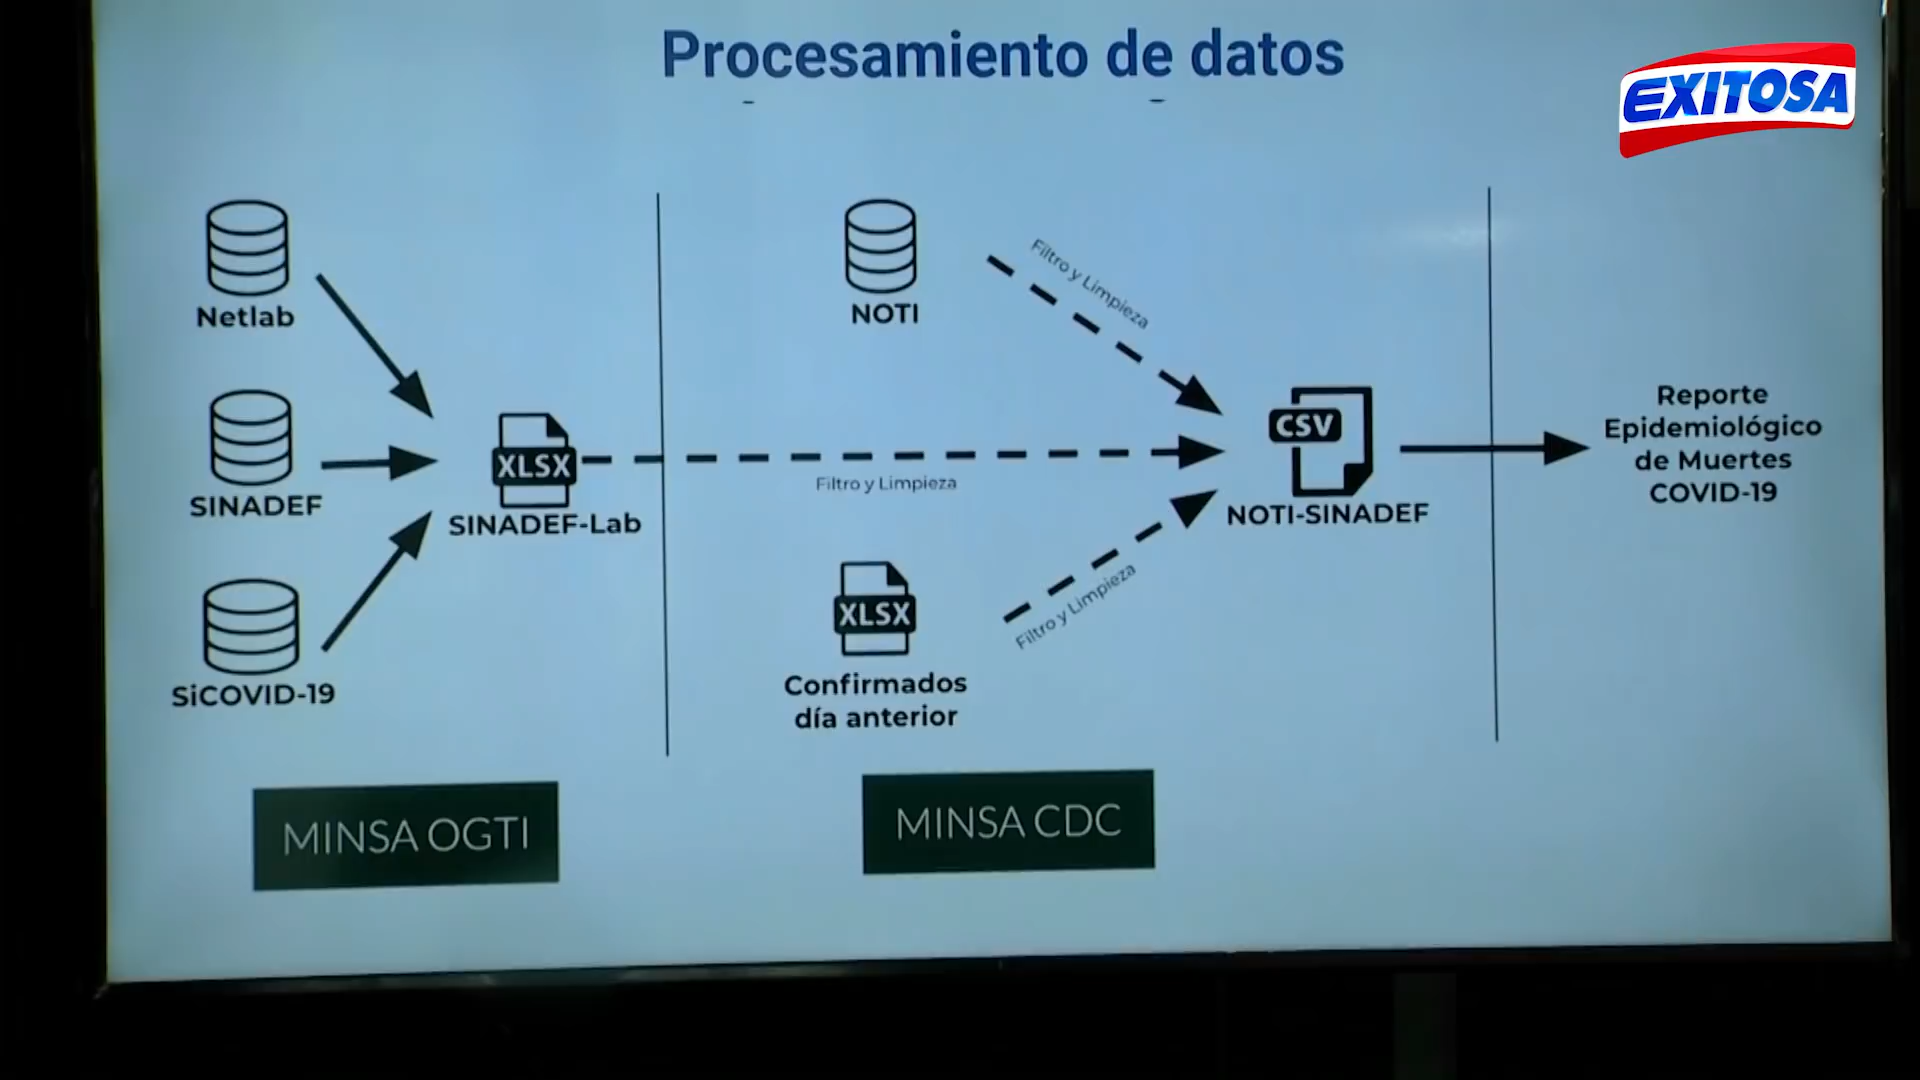 Procesamiento de datos
EXITOSA
Netlab
SINADEF
SiCOVID-19
XLSX
SINADEF-Lab
NOTI
Filtro y Limpieza
Filtro y Limpieza
Filtro y Limpieza
XLSX
Confirmados
día anterior
CSV
NOTI-SINADEF
Reporte
Epidemiológico
de Muertes
COVID-19
MINSA OGTI
MINSA CDC